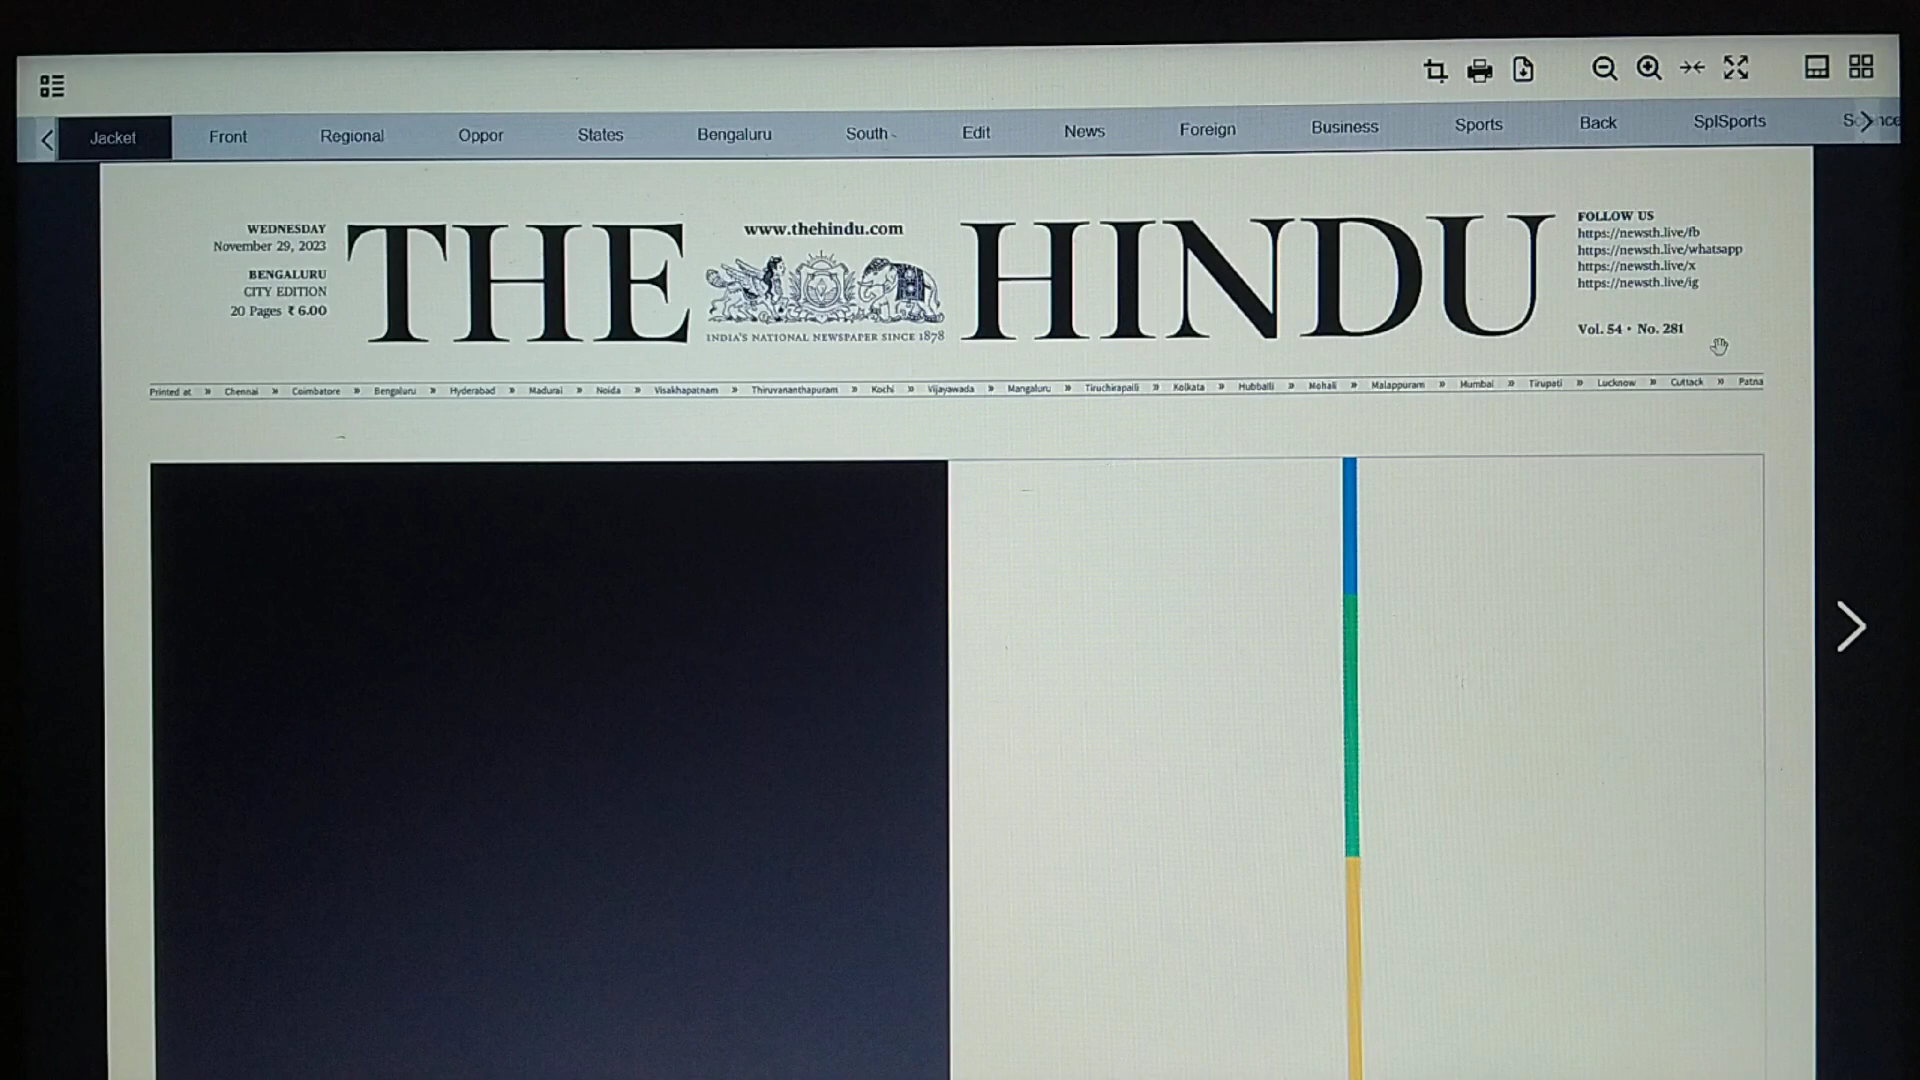 Jacket Front Regional Oppor States Bengaluru South Edit News Foreign Business Sports Back SplSports
WEDNESDAY
November 29, 2023
BENGALURU
CITY EDITION
20 Pages ₹ 6.00
THE HINDU
www.thehindu.com
INDIA'S NATIONAL NEWSPAPER SINCE 1878
FOLLOW US
https://newsth.live/fb
https://newsth.live/whatsapp
https://newsth.live/x
https://newsth.live/ig
Vol. 54 • No. 281
Printed at » Chennai » Coimbatore » Bengaluru » Hyderabad » Madurai » Noida » Visakhapatnam » Thiruvananthapuram » Kochi » Vijayawada » Mangaluru » Tiruchirapalli » Kolkata » Hubballi » Mohali » Malappuram » Mumbai » Tirupati » Lucknow » Cuttack » Patna